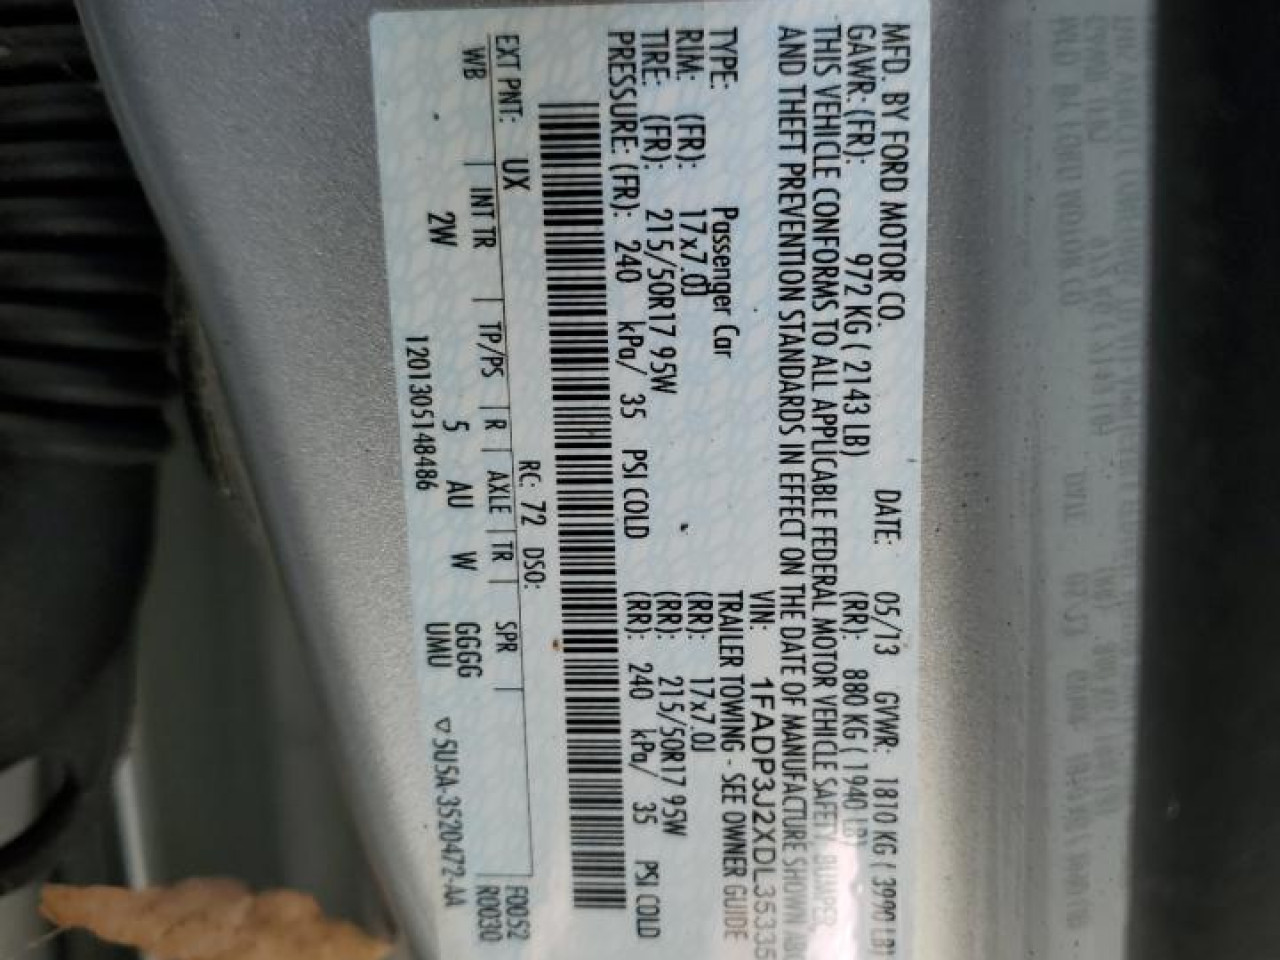 MFD. BY FORD MOTOR CO.
DATE: 05/13 GVWR: 1810 KG ( 3990 LB)
GAWR: (FR): 972 KG ( 2143 LB) (RR): 880 KG ( 1940 LB)
THIS VEHICLE CONFORMS TO ALL APPLICABLE FEDERAL MOTOR VEHICLE SAFETY, BUMPER,
AND THEFT PREVENTION STANDARDS IN EFFECT ON THE DATE OF MANUFACTURE SHOWN
VIN: 1FADP3J2XDL35335
TYPE: Passenger Car TRAILER TOWING - SEE OWNER GUIDE
RIM: (FR): 17x7.0J (RR): 17x7.0J
TIRE: (FR): 215/50R17 95W (RR): 215/50R17 95W
PRESSURE: (FR): 240 kPa/ 35 PSI COLD (RR): 240 kPa/ 35 PSI COLD
RC: 72 DSO: F0052
EXT PNT: UX R0030
WB | INT TR | TP/PS | R | AXLE | TR | SPR |
2W 5 AU W GGGG
UMU
1201305148486 ▽SU5A-3520472-AA